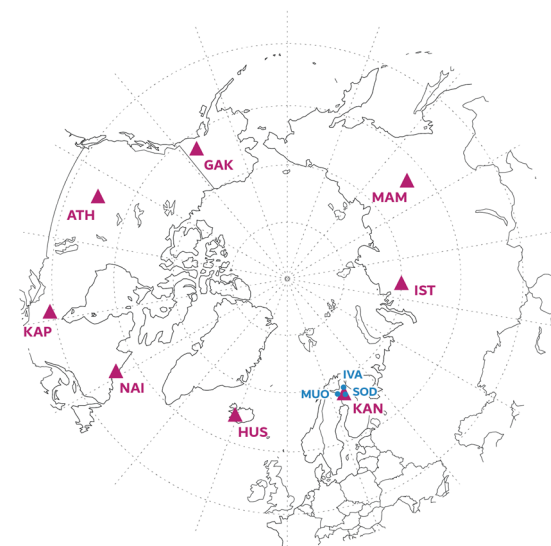 GAK
MAM
ATH
IST
KAP
IVA
NAI
MUO
SOD
KAN
HUS